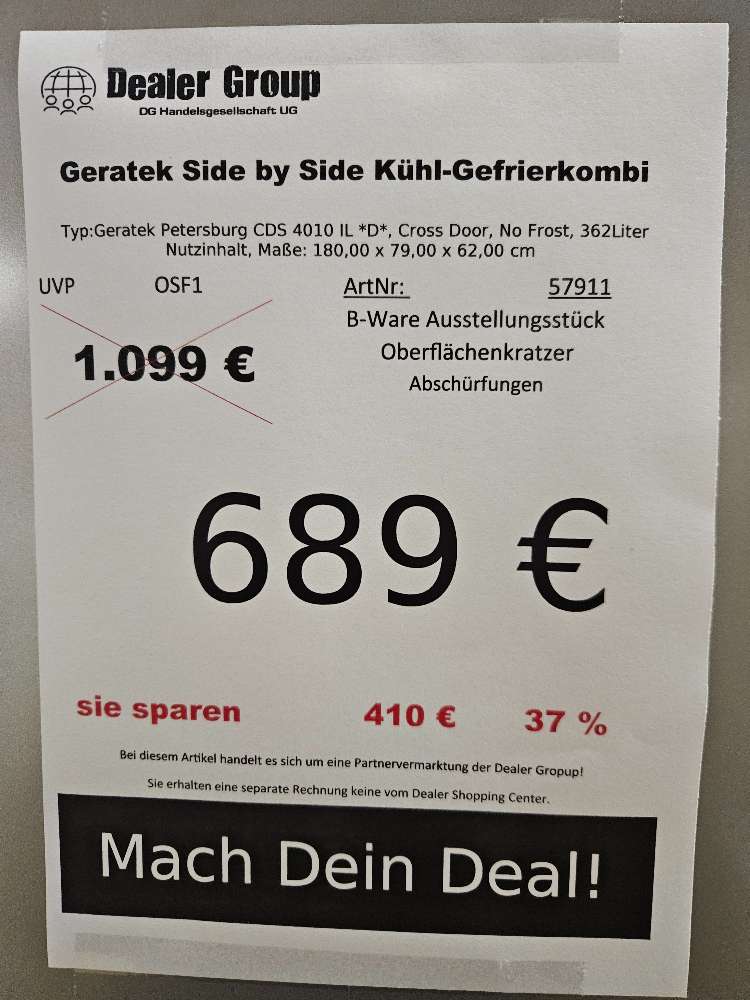 Dealer Group
DG Handelsgesellschaft UG
Geratek Side by Side Kühl-Gefrierkombi
Typ:Geratek Petersburg CDS 4010 IL *D*, Cross Door, No Frost, 362Liter
Nutzinhalt, Maße: 180,00 x 79,00 x 62,00 cm
UVP OSF1 ArtNr: 57911
B-Ware Ausstellungsstück
1.099 € Oberflächenkratzer
Abschürfungen
689 €
sie sparen 410 € 37 %
Bei diesem Artikel handelt es sich um eine Partnervermarktung der Dealer Gropup!
Sie erhalten eine separate Rechnung keine vom Dealer Shopping Center.
Mach Dein Deal!